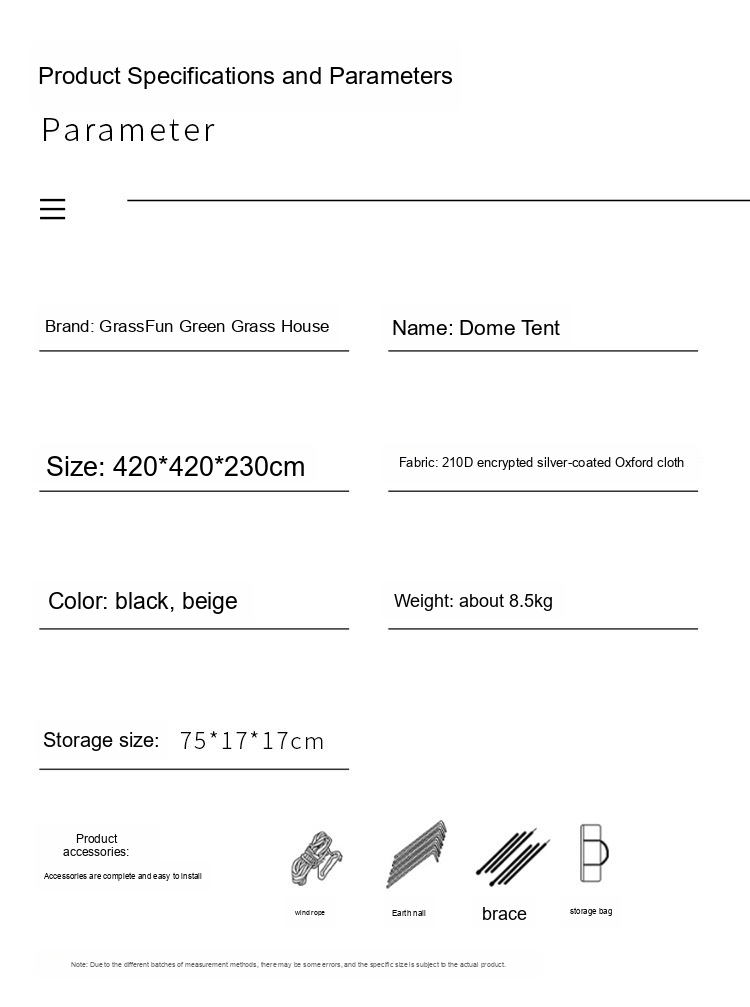 Product Specifications and Parameters
Parameter
Brand: GrassFun Green Grass House
Name: Dome Tent
Size: 420*420*230cm
Fabric: 210D encrypted silver-coated Oxford cloth
Color: black, beige
Weight: about 8.5kg
Storage size: 75*17*17cm
Product
accessories:
Accessories are complete and easy to install
wind rope
Earth nail
brace
storage bag
Note: Due to the different batches of measurement methods, there may be some errors, and the specific size is subject to the actual product.